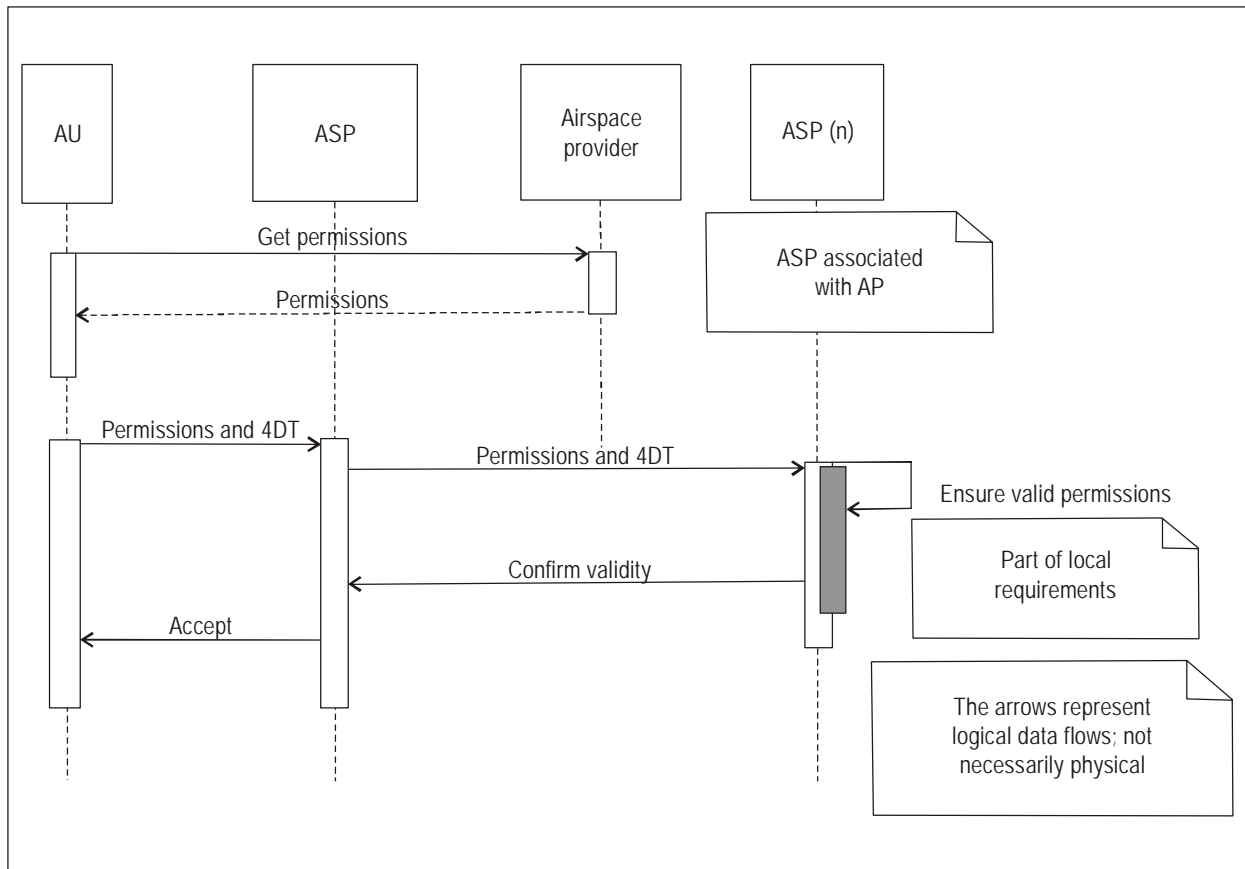 AU
ASP
Airspace
provider
ASP (n)
Get permissions
ASP associated
with AP
Permissions
Permissions and 4DT
Permissions and 4DT
Ensure valid permissions
Part of local
requirements
Confirm validity
Accept
The arrows represent
logical data flows; not
necessarily physical